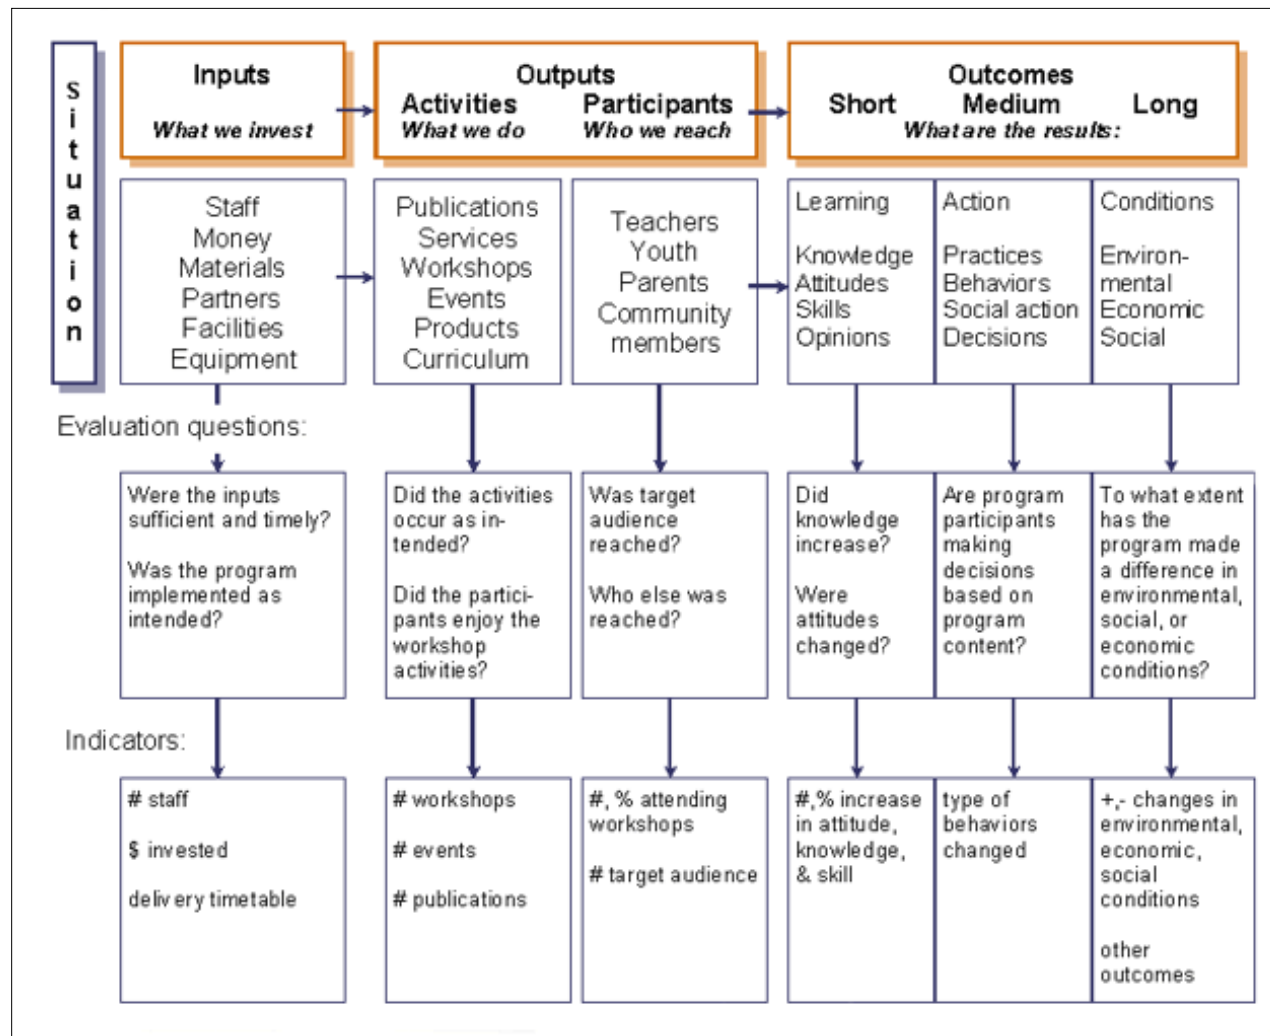 Situation
Inputs
What we invest
Outputs
Activities
What we do
Participants
Who we reach
Outcomes
Short
Medium
Long
What are the results:
Staff
Money
Materials
Partners
Facilities
Equipment
Publications
Services
Workshops
Events
Products
Curriculum
Teachers
Youth
Parents
Community
members
Learning
Knowledge
Attitudes
Skills
Opinions
Action
Practices
Behaviors
Social action
Decisions
Conditions
Environ-
mental
Economic
Social
Evaluation questions:
Were the inputs
sufficient and timely?
Was the program
implemented as
intended?
Did the activities
occur as in-
tended?
Did the partici-
pants enjoy the
workshop
activities?
Was target
audience
reached?
Who else was
reached?
Did
knowledge
increase?
Were
attitudes
changed?
Are program
participants
making
decisions
based on
program
content?
To what extent
has the
program made
a difference in
environmental,
social, or
economic
conditions?
Indicators:
# staff
$ invested
delivery timetable
# workshops
# events
# publications
#, % attending
workshops
# target audience
#,% increase
in attitude,
knowledge,
& skill
type of
behaviors
changed
+,- changes in
environmental,
economic,
social
conditions
other
outcomes